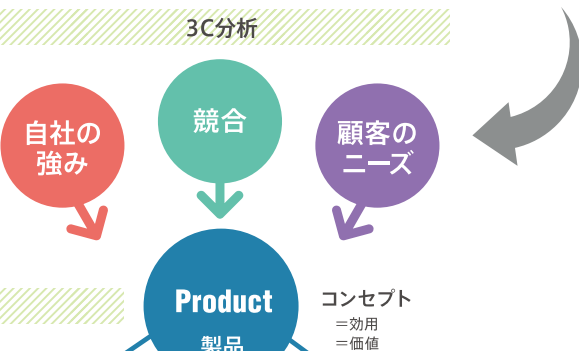 3C分析
自社の
強み
競合
顧客の
ニーズ
Product
製品
コンセプト
＝効用
＝価値